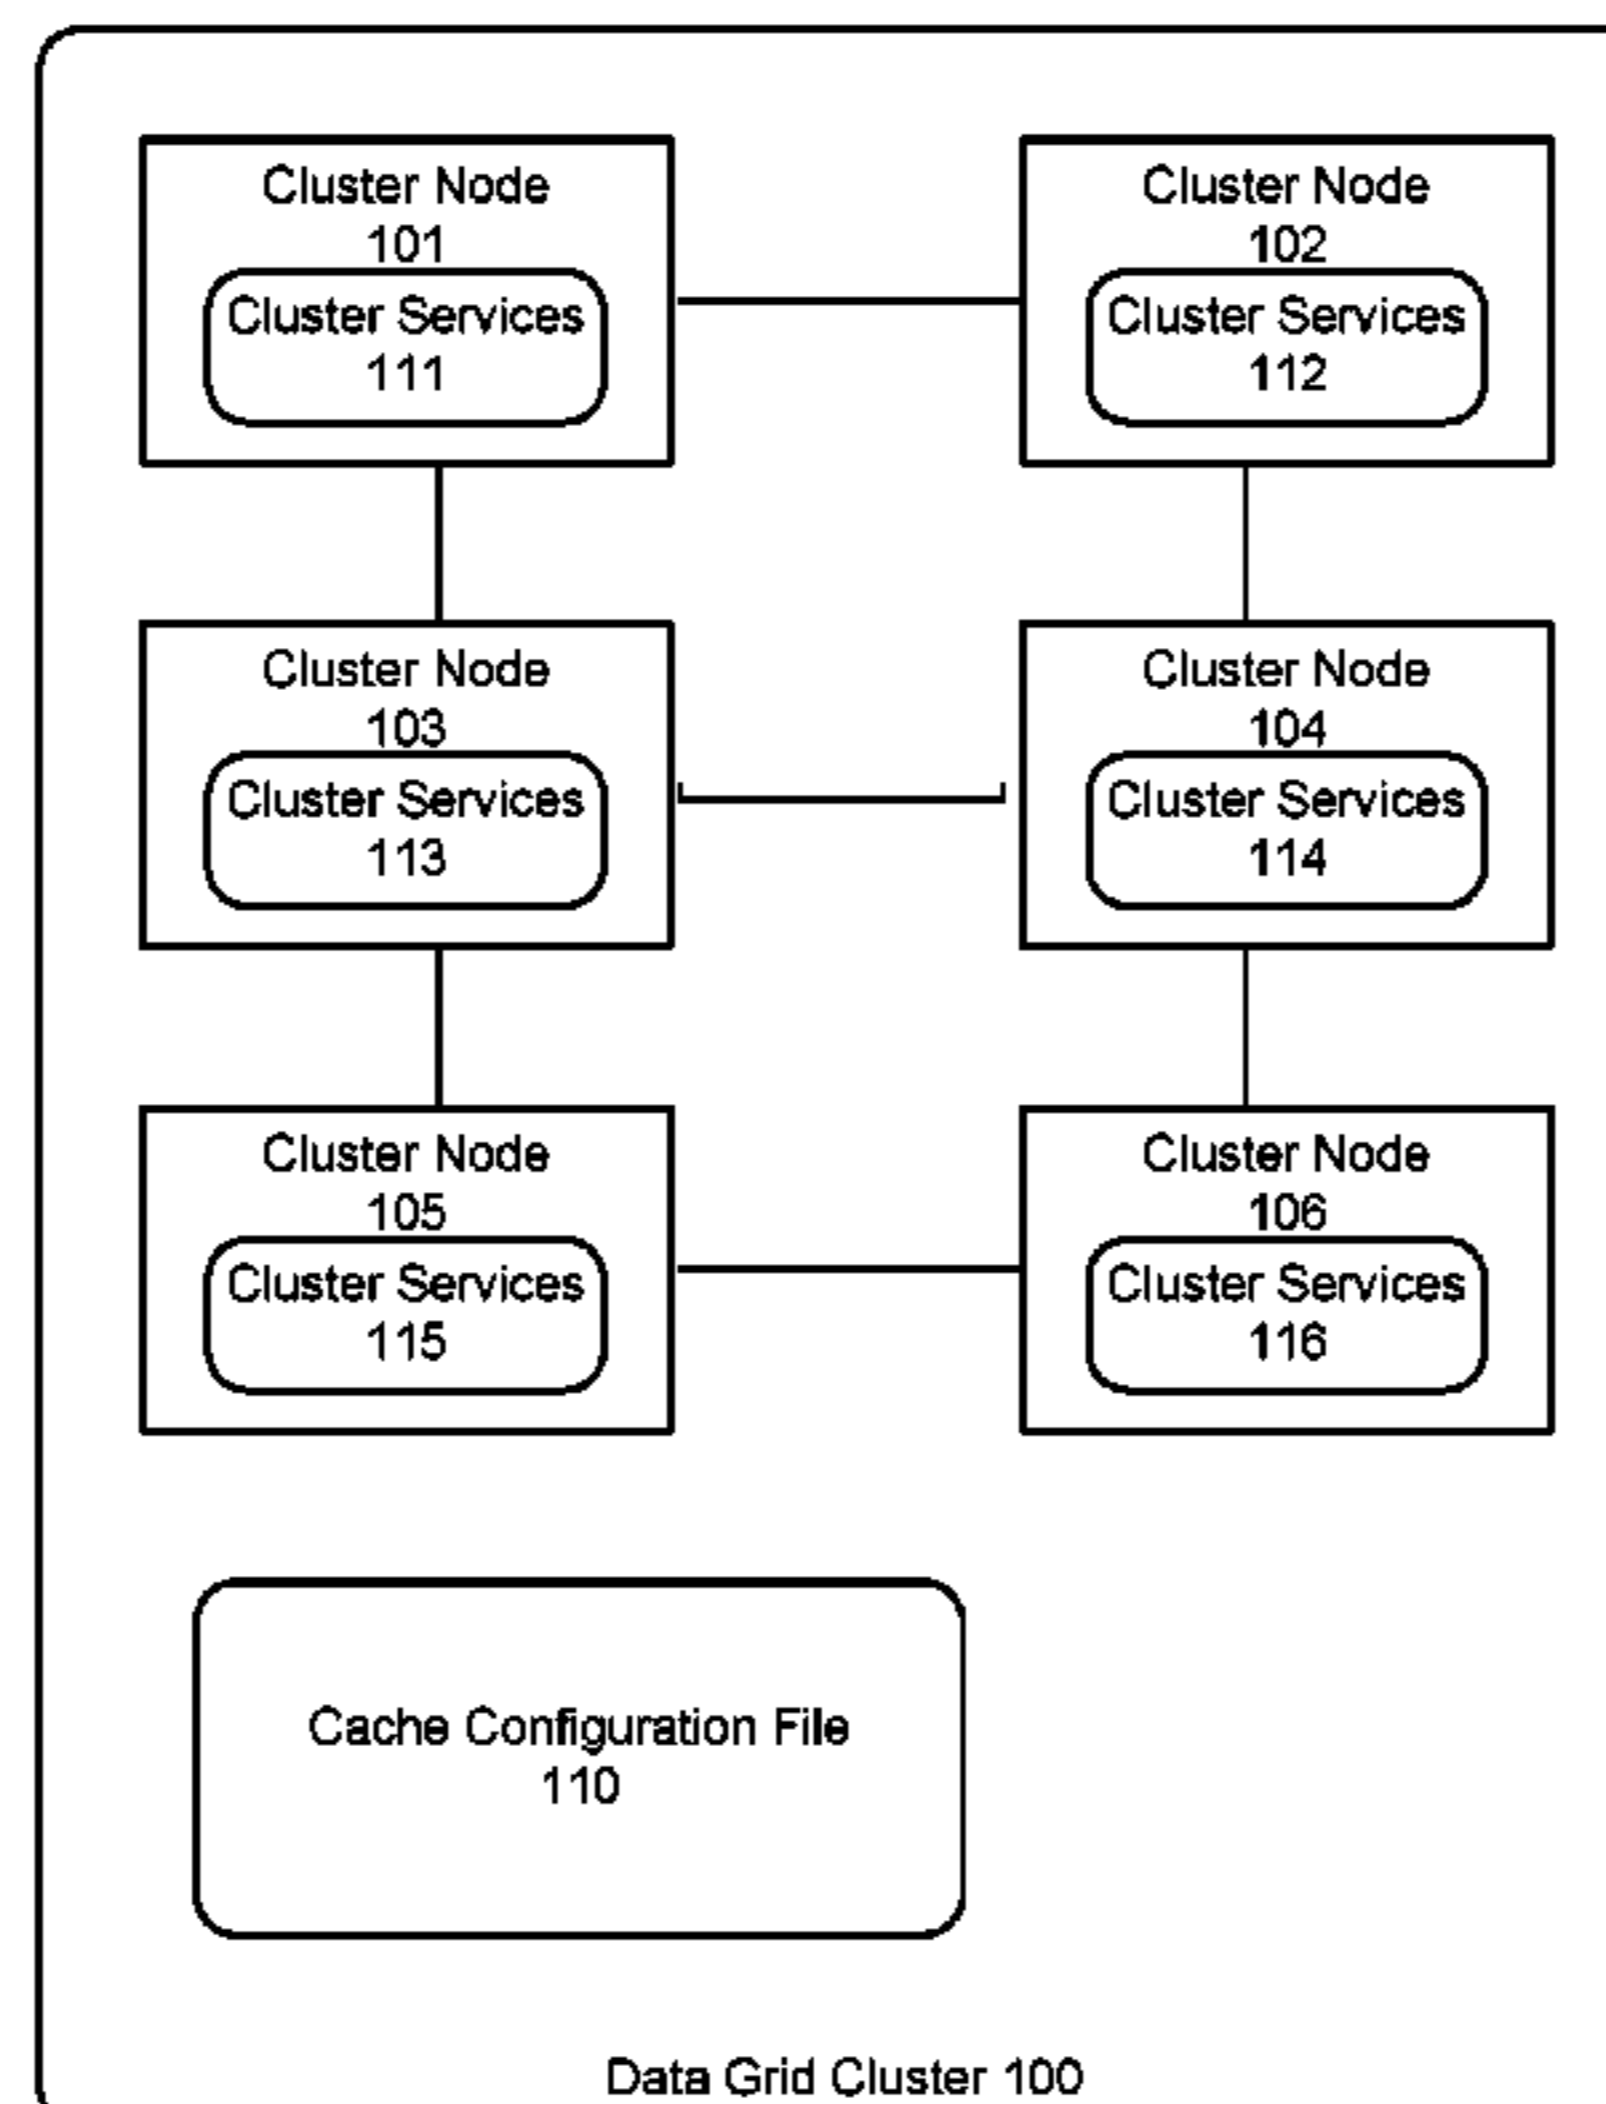 Cluster Node
101
Cluster Services
111
Cluster Node
102
Cluster Services
112
Cluster Node
103
Cluster Services
113
Cluster Node
104
Cluster Services
114
Cluster Node
105
Cluster Services
115
Cluster Node
106
Cluster Services
116
Cache Configuration File
110
Data Grid Cluster 100